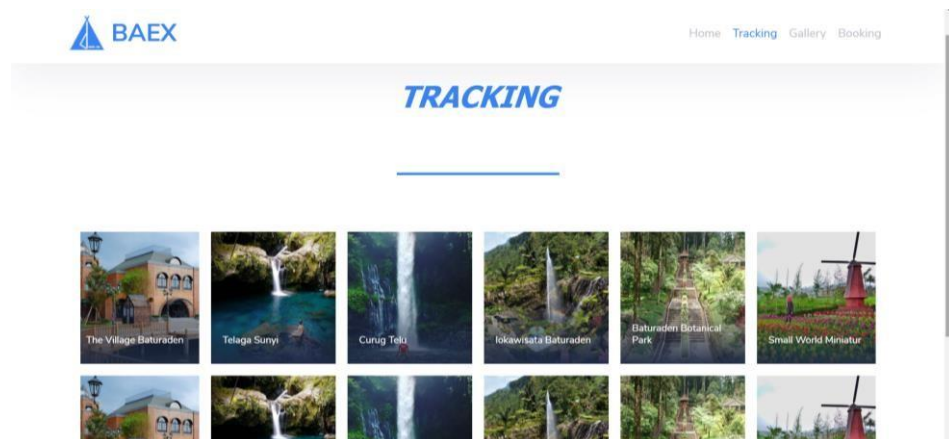 BAEX
Home Tracking Gallery Booking
TRACKING
The Village Baturaden
Telaga Sunyi
Curug Telu
lokawisata Baturaden
Baturaden Botanical
Park
Small World Miniatur